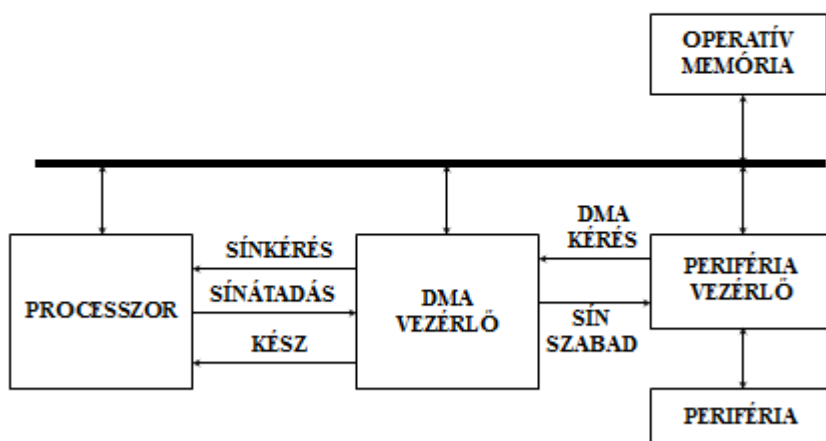 OPERATÍV
MEMÓRIA
DMA
KÉRÉS
SÍNKÉRÉS
PERIFÉRIA
VEZÉRLŐ
SÍNÁTADÁS
PROCESSZOR
DMA
VEZÉRLŐ
SÍN
SZABAD
KÉSZ
PERIFÉRIA